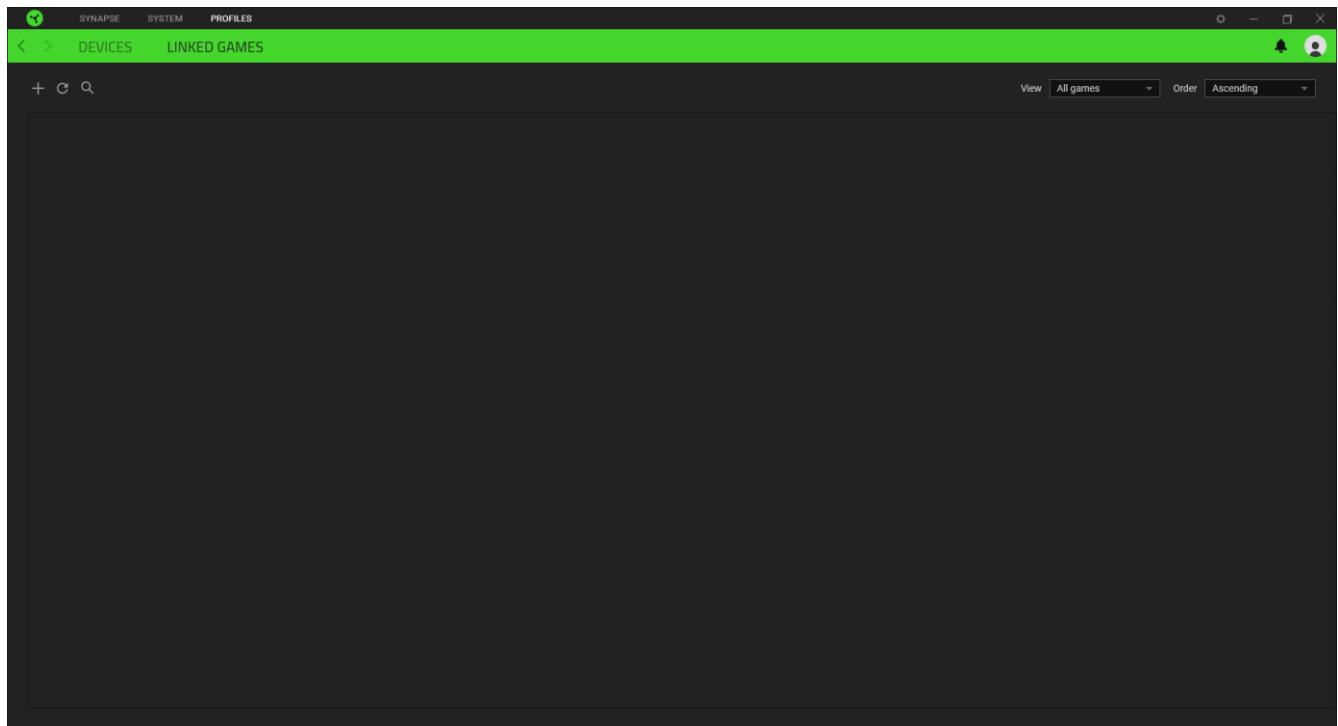 SYNAPSE SYSTEM PROFILES
DEVICES LINKED GAMES
View All games Order Ascending